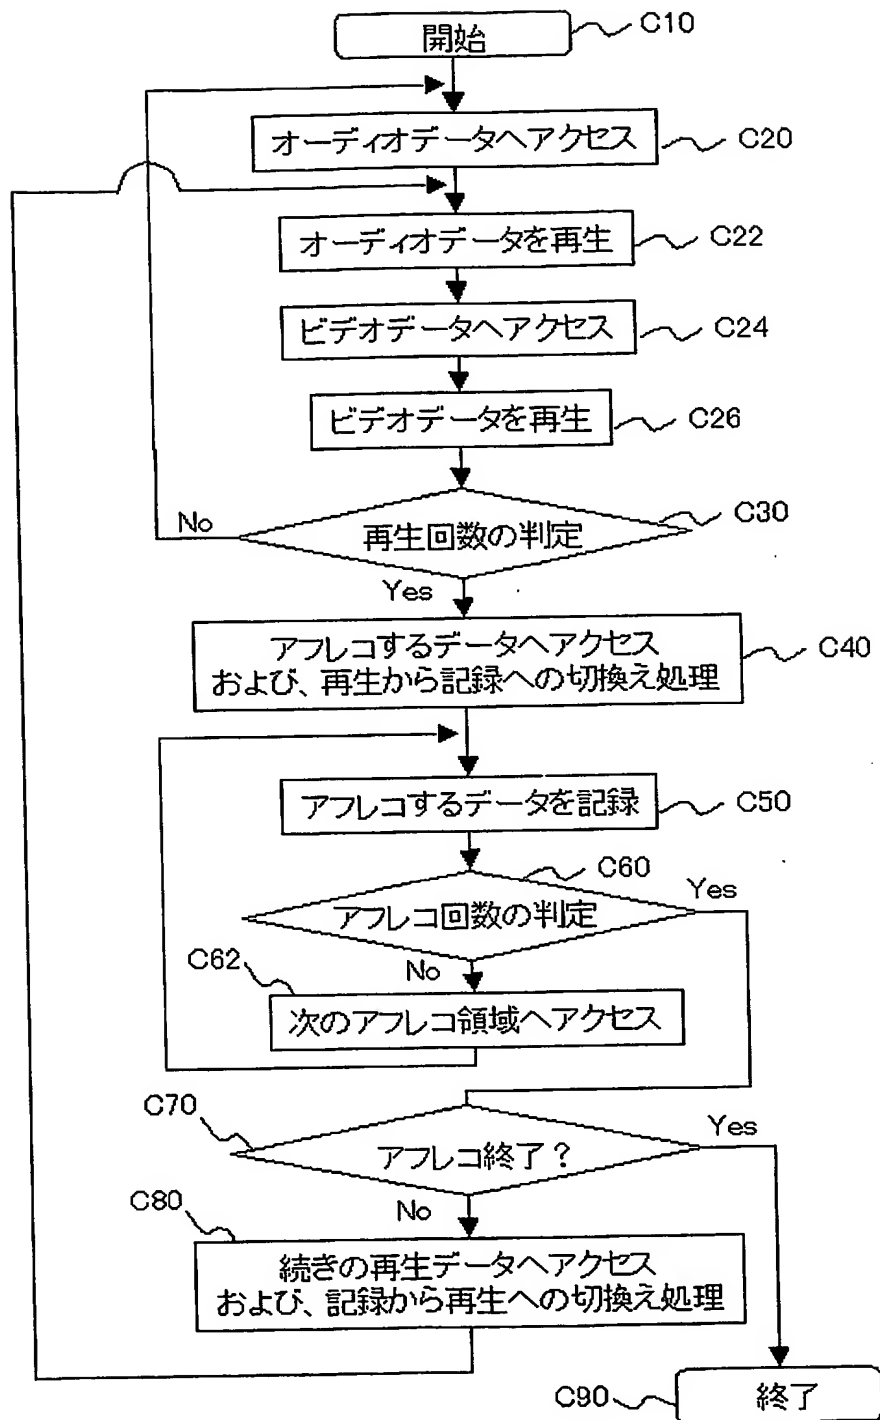 開始
C10
オーディオデータへアクセス
C20
オーディオデータを再生
C22
ビデオデータへアクセス
C24
ビデオデータを再生
C26
再生回数の判定
C30
No
Yes
アフレコするデータへアクセス
および、再生から記録への切換え処理
C40
アフレコするデータを記録
C50
C60
アフレコ回数の判定
Yes
No
C62
次のアフレコ領域へアクセス
C70
アフレコ終了?
Yes
No
C80
続きの再生データへアクセス
および、記録から再生への切換え処理
C90
終了